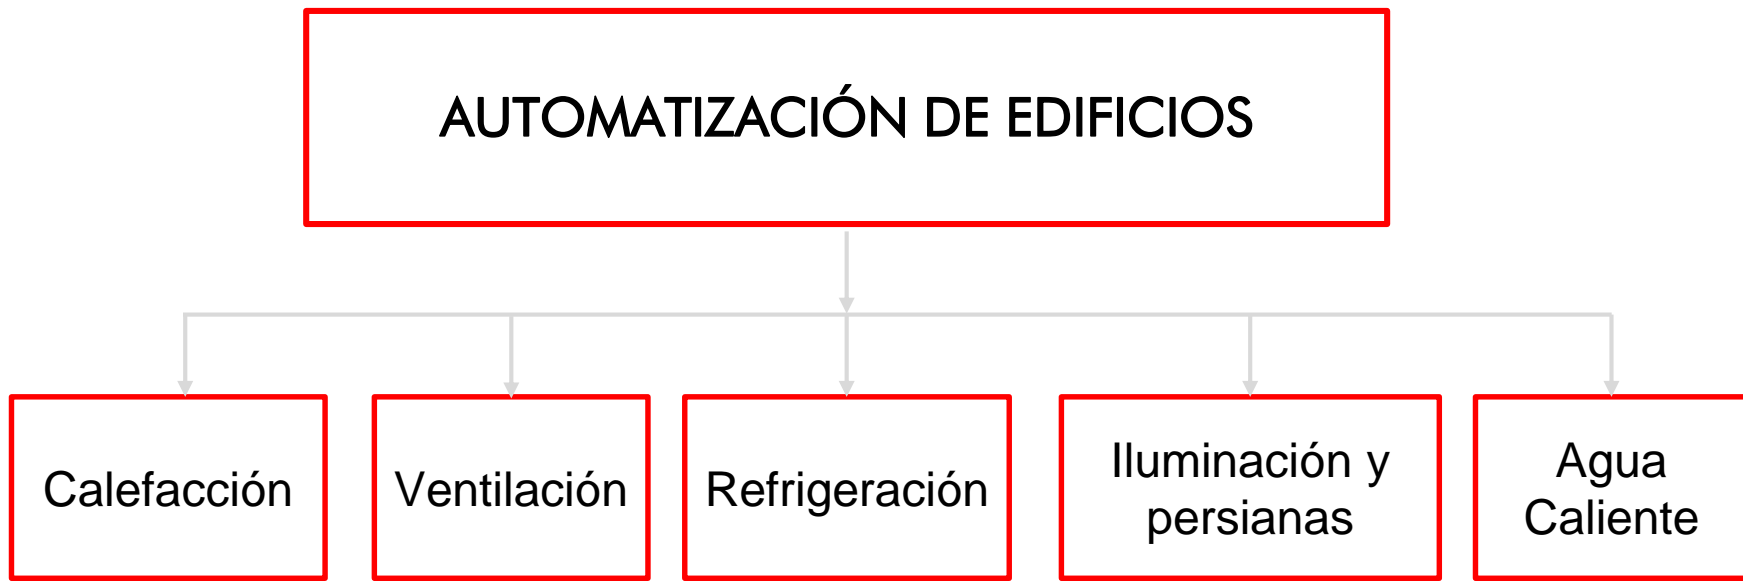 AUTOMATIZACIÓN DE EDIFICIOS
Calefacción
Ventilación
Refrigeración
Iluminación y
persianas
Agua
Caliente